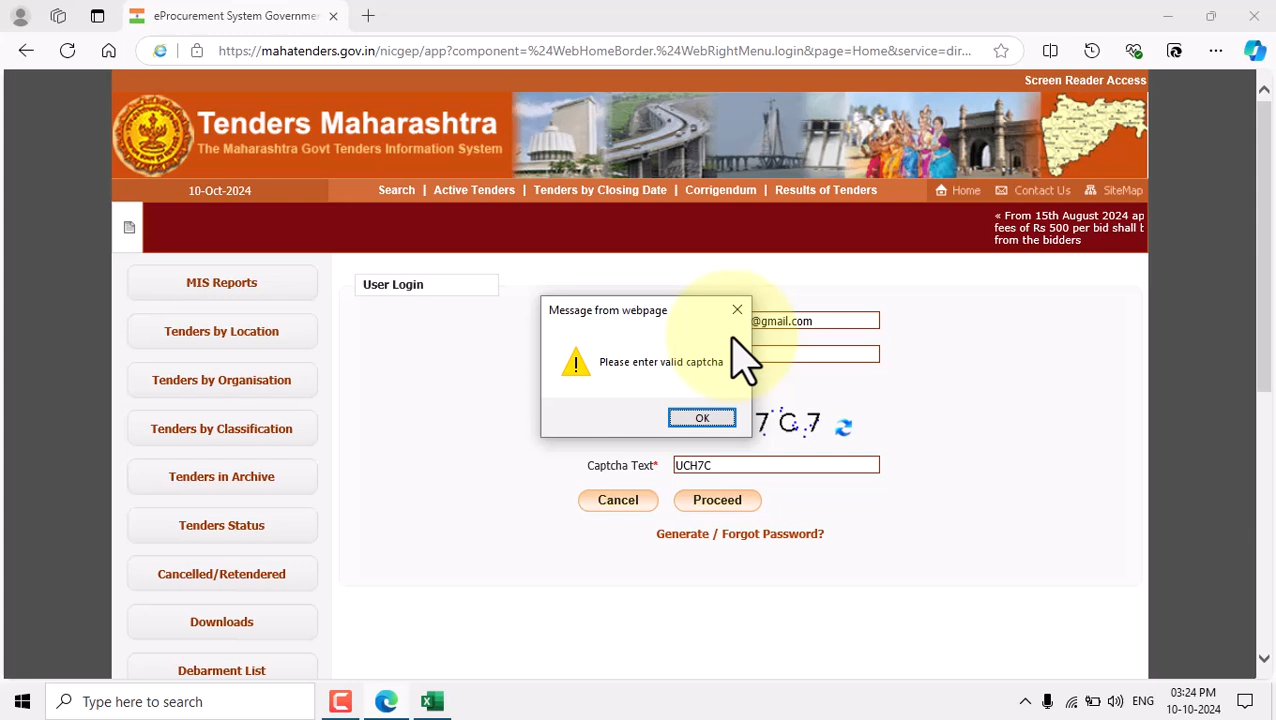 eProcurement System Governme
https://mahatenders.gov.in/nicgep/app?component=%24WebHomeBorder.%24WebRightMenu.login&page=Home&service=dir...
Screen Reader Access
Tenders Maharashtra
The Maharashtra Govt Tenders Information System
10-Oct-2024
Search | Active Tenders | Tenders by Closing Date | Corrigendum | Results of Tenders
Home Contact Us SiteMap
« From 15th August 2024 ap
fees of Rs 500 per bid shall b
from the bidders
MIS Reports
Tenders by Location
Tenders by Organisation
Tenders by Classification
Tenders in Archive
Tenders Status
Cancelled/Retendered
Downloads
Debarment List
User Login
@gmail.com
Message from webpage
Please enter valid captcha
OK
7C7
Captcha Text*
UCH7C
Cancel Proceed
Generate / Forgot Password?
Type here to search
ENG
03:24 PM
10-10-2024